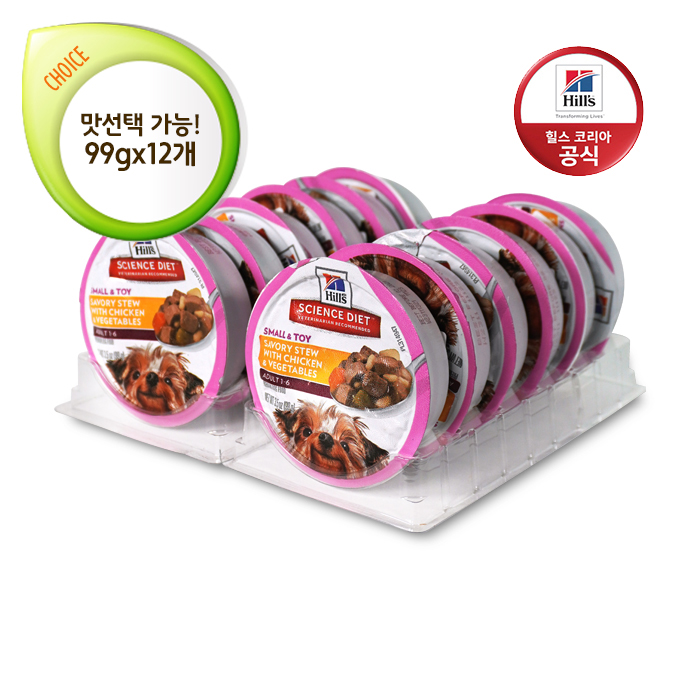 CHOICE
맛선택 가능!
99gx12개
Hill's
Transforming Lives
힐스 코리아
공식
Hill's
SCIENCE DIET
VETERINARIAN RECOMMENDED
SMALL & TOY
SAVORY STEW
WITH CHICKEN
& VEGETABLES
ADULT 1-6
Hill's
SCIENCE DIET
VETERINARIAN RECOMMENDED
SMALL & TOY
SAVORY STEW
WITH CHICKEN
& VEGETABLES
ADULT 1-6